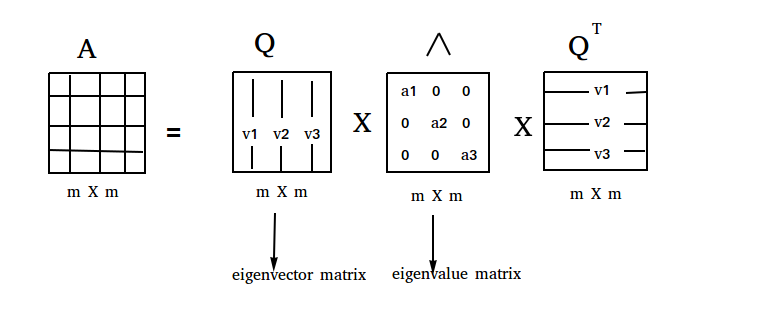 A
=
Q
v1 v2 v3
X
Λ
a1 0 0
0 a2 0
0 0 a3
X
Q^T
v1
v2
v3
m X m
m X m
m X m
m X m
eigenvector matrix
eigenvalue matrix